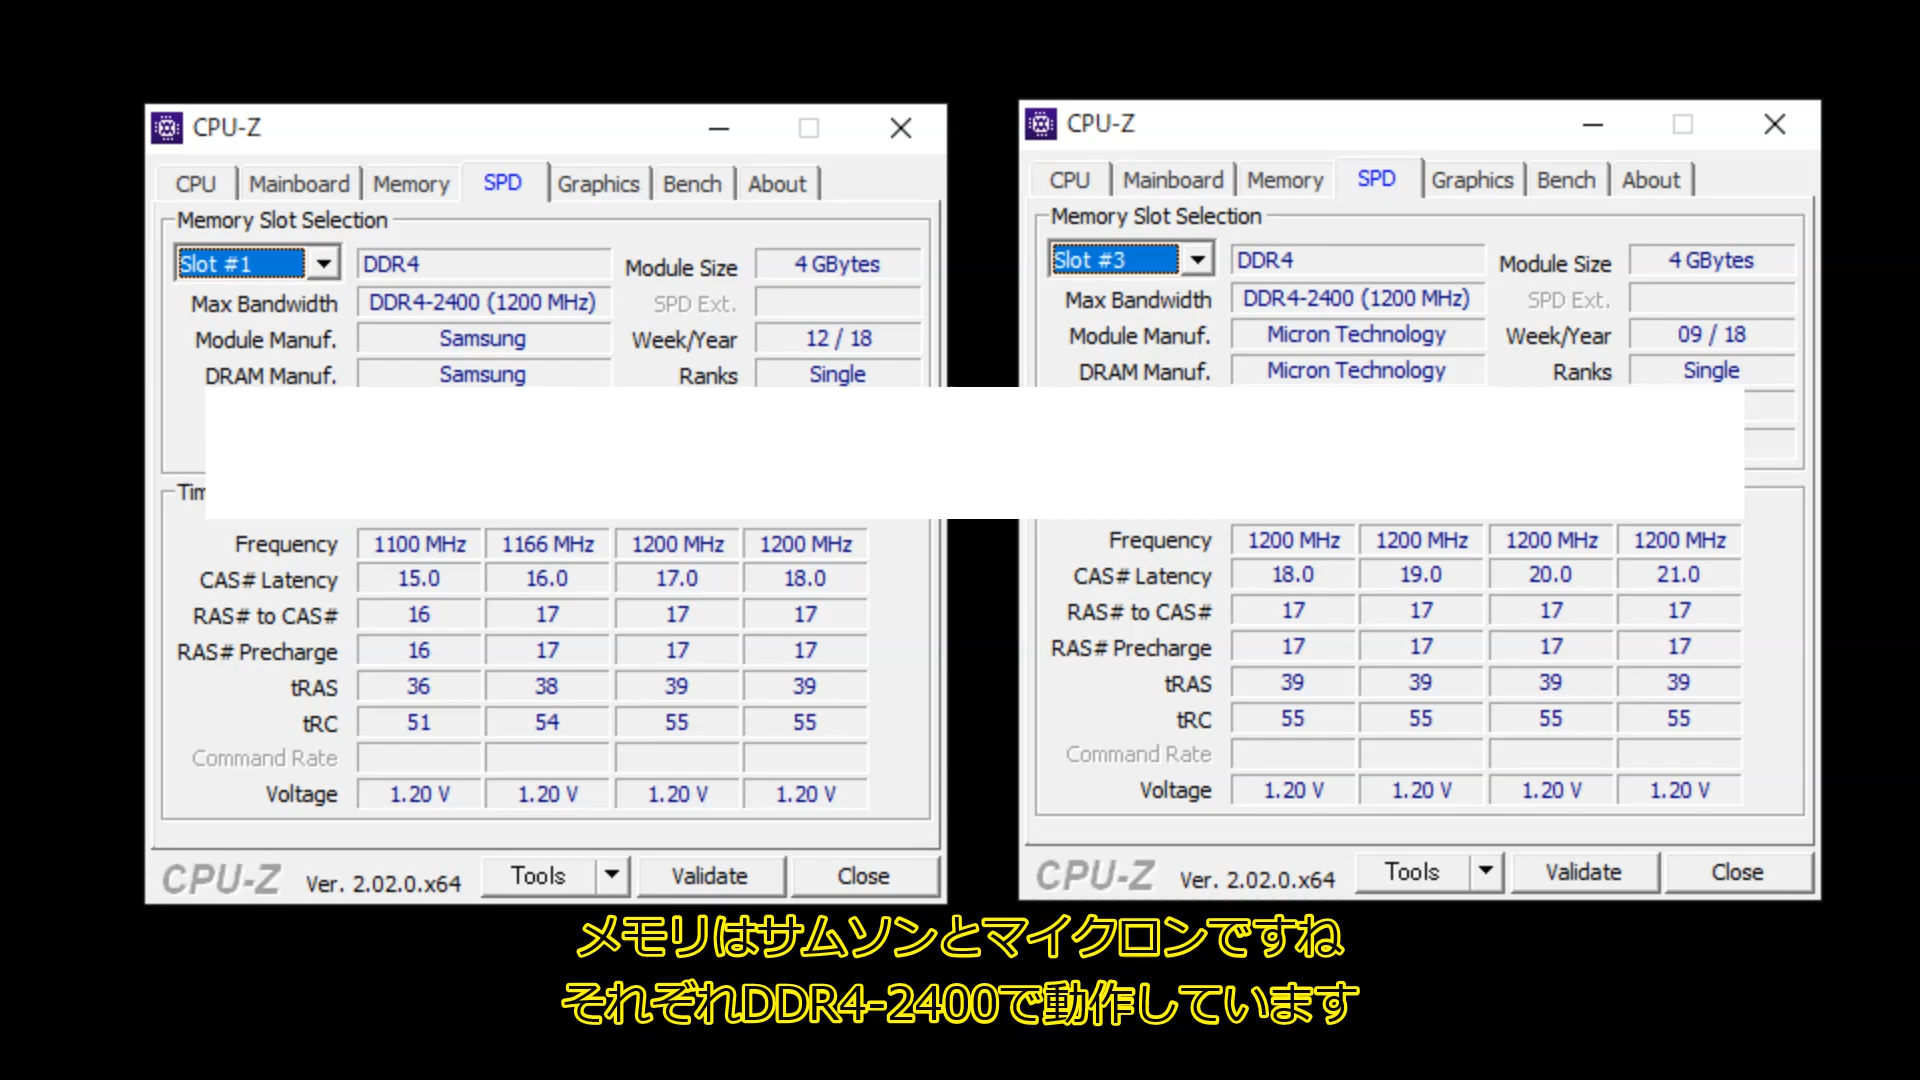 CPU-Z
CPU Mainboard Memory SPD Graphics Bench About
Memory Slot Selection
Slot #1 DDR4 Module Size 4 GBytes
Max Bandwidth DDR4-2400 (1200 MHz) SPD Ext.
Module Manuf. Samsung Week/Year 12 / 18
DRAM Manuf. Samsung Ranks Single
Frequency 1100 MHz 1166 MHz 1200 MHz 1200 MHz
CAS# Latency 15.0 16.0 17.0 18.0
RAS# to CAS# 16 17 17 17
RAS# Precharge 16 17 17 17
tRAS 36 38 39 39
tRC 51 54 55 55
Command Rate
Voltage 1.20 V 1.20 V 1.20 V 1.20 V
CPU-Z Ver. 2.02.0.x64 Tools Validate Close
CPU-Z
CPU Mainboard Memory SPD Graphics Bench About
Memory Slot Selection
Slot #3 DDR4 Module Size 4 GBytes
Max Bandwidth DDR4-2400 (1200 MHz) SPD Ext.
Module Manuf. Micron Technology Week/Year 09 / 18
DRAM Manuf. Micron Technology Ranks Single
Frequency 1200 MHz 1200 MHz 1200 MHz 1200 MHz
CAS# Latency 18.0 19.0 20.0 21.0
RAS# to CAS# 17 17 17 17
RAS# Precharge 17 17 17 17
tRAS 39 39 39 39
tRC 55 55 55 55
Command Rate
Voltage 1.20 V 1.20 V 1.20 V 1.20 V
CPU-Z Ver. 2.02.0.x64 Tools Validate Close
メモリはサムソンとマイクロンですね
それぞれDDR4-2400で動作しています